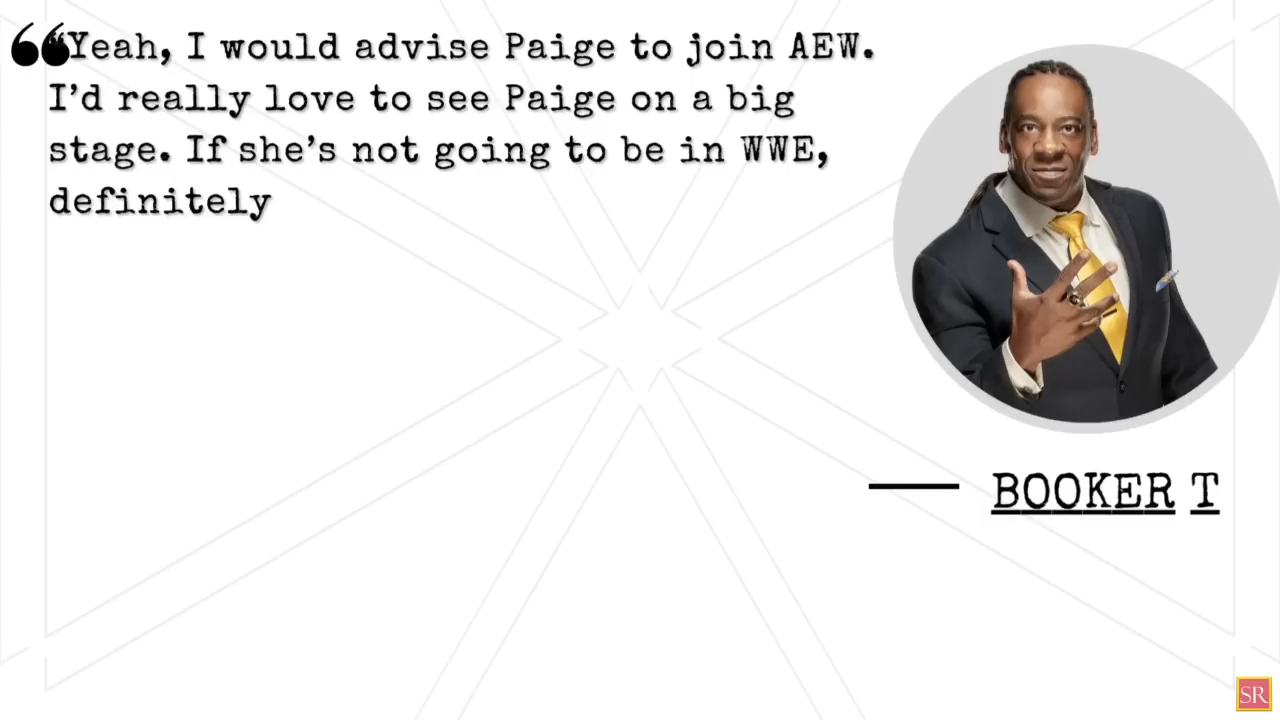 ❝“Yeah, I would advise Paige to join AEW.
I’d really love to see Paige on a big
stage. If she’s not going to be in WWE,
definitely
BOOKER T
SR